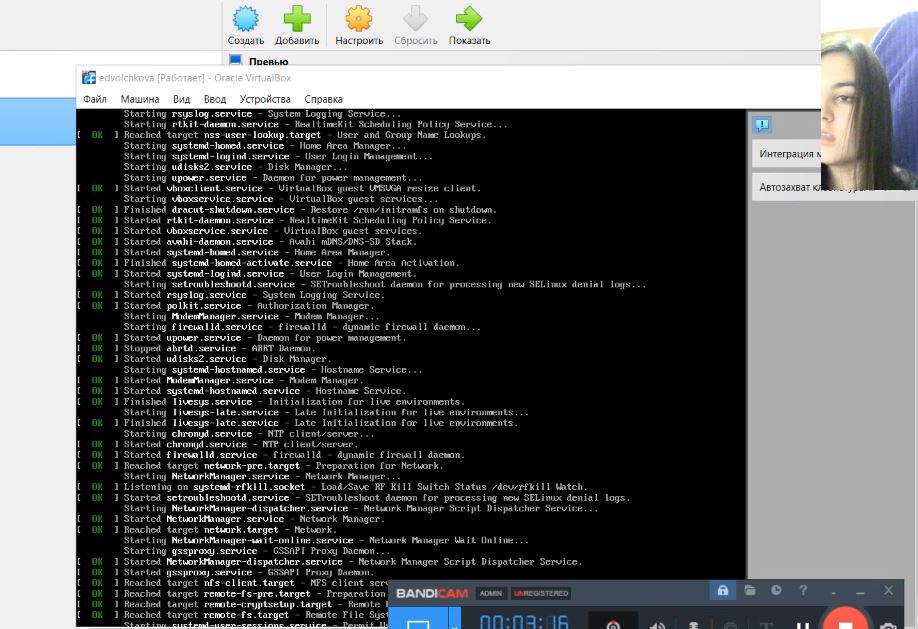 Создать Добавить Настроить Сбросить Показать
Превью
edvolchkova [Работает] - Oracle VirtualBox
Файл Машина Вид Ввод Устройства Справка
Starting rsyslog.service - System Logging Service...
Starting rtkit-daemon.service - RealtimeKit Scheduling Policy Service...
[ OK ] Reached target nss-user-lookup.target - User and Group Name Lookups.
Starting systemd-homed.service - Home Area Manager...
Starting systemd-logind.service - User Login Management...
Starting udisks2.service - Disk Manager...
Starting upower.service - Daemon for power management...
[ OK ] Started vboxclient.service - VirtualBox guest VMSVGA resize client.
Starting vboxservice.service - VirtualBox guest services...
[ OK ] Finished dracut-shutdown.service - Restore /run/initramfs on shutdown.
[ OK ] Started rtkit-daemon.service - RealtimeKit Scheduling Policy Service.
[ OK ] Started vboxservice.service - VirtualBox guest services.
[ OK ] Started avahi-daemon.service - Avahi mDNS/DNS-SD Stack.
[ OK ] Started systemd-homed.service - Home Area Manager.
[ OK ] Finished systemd-homed-activate.service - Home Area Activation.
[ OK ] Started systemd-logind.service - User Login Management.
Starting setroubleshootd.service - SETroubleshoot daemon for processing new SELinux denial logs...
[ OK ] Started rsyslog.service - System Logging Service.
[ OK ] Started polkit.service - Authorization Manager.
Starting ModemManager.service - Modem Manager...
Starting firewalld.service - firewalld - dynamic firewall daemon...
[ OK ] Started upower.service - Daemon for power management.
[ OK ] Stopped abrtd.service - ABRT Daemon.
[ OK ] Started udisks2.service - Disk Manager.
Starting systemd-hostnamed.service - Hostname Service...
[ OK ] Started ModemManager.service - Modem Manager.
[ OK ] Started systemd-hostnamed.service - Hostname Service.
[ OK ] Finished livesys.service - Initialization for live environments.
Starting livesys-late.service - Late Initialization for live environments...
[ OK ] Finished livesys-late.service - Late Initialization for live environments.
Starting chronyd.service - NTP client/server...
[ OK ] Started chronyd.service - NTP client/server.
[ OK ] Started firewalld.service - firewalld - dynamic firewall daemon.
[ OK ] Reached target network-pre.target - Preparation for Network.
Starting NetworkManager.service - Network Manager...
[ OK ] Listening on systemd-rfkill.socket - Load/Save RF Kill Switch Status /dev/rfkill Watch.
[ OK ] Started setroubleshootd.service - SETroubleshoot daemon for processing new SELinux denial logs.
Starting NetworkManager-dispatcher.service - Network Manager Script Dispatcher Service...
[ OK ] Started NetworkManager.service - Network Manager.
[ OK ] Reached target network.target - Network.
Starting NetworkManager-wait-online.service - Network Manager Wait Online...
Starting gssproxy.service - GSSAPI Proxy Daemon...
[ OK ] Started NetworkManager-dispatcher.service - Network Manager Script Dispatcher Service.
[ OK ] Started gssproxy.service - GSSAPI Proxy Daemon.
[ OK ] Reached target nfs-client.target - NFS client serv
[ OK ] Reached target remote-fs-pre.target - Preparation
[ OK ] Reached target remote-cryptsetup.target - Remote
[ OK ] Reached target remote-fs.target - Remote File Sys
Starting systemd-user-sessions.service - Permit
Интеграция м
Автозахват
BANDICAM ADMIN UNREGISTERED
00:03:16